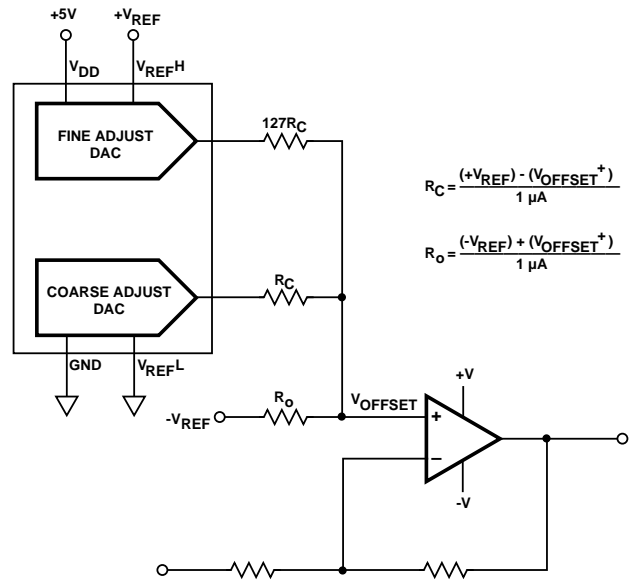 +5V
+VREF
VDD
VREFH
FINE ADJUST
DAC
127RC
RC = (+VREF) - (VOFFSET+)
1 µA
Ro = (-VREF) + (VOFFSET+)
1 µA
COARSE ADJUST
DAC
RC
GND
VREFL
Ro
-VREF
VOFFSET
+V
+
−
-V